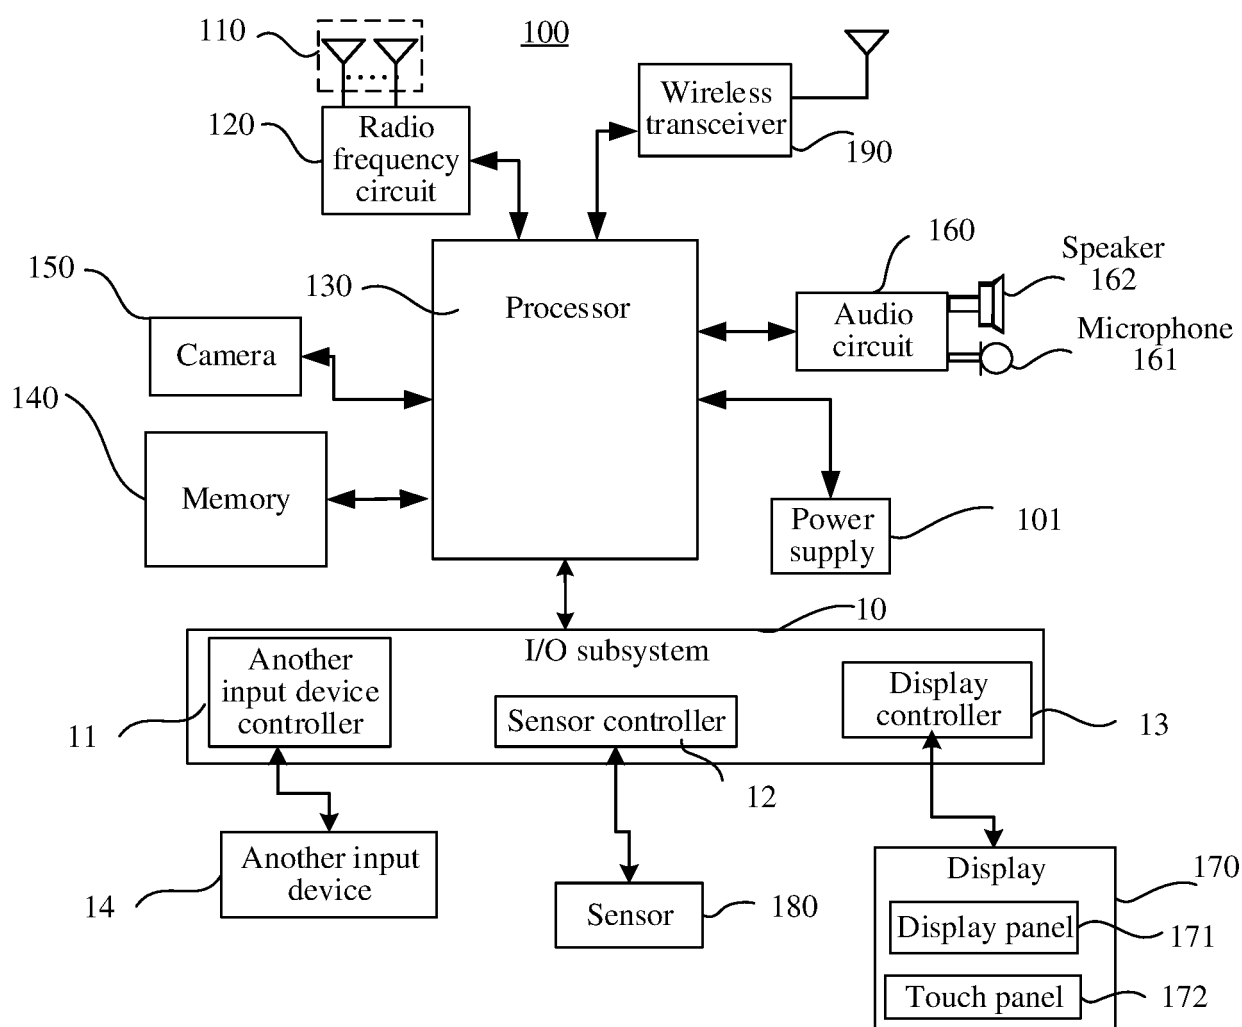 110
100
120
Radio
frequency
circuit
Wireless
transceiver
190
150
130
Processor
160
Speaker
162
Camera
Audio
circuit
Microphone
161
140
Memory
Power
supply
101
10
I/O subsystem
Another
input device
controller
11
Sensor controller
12
Display
controller
13
Another input
device
14
Sensor
180
Display
170
Display panel
171
Touch panel
172